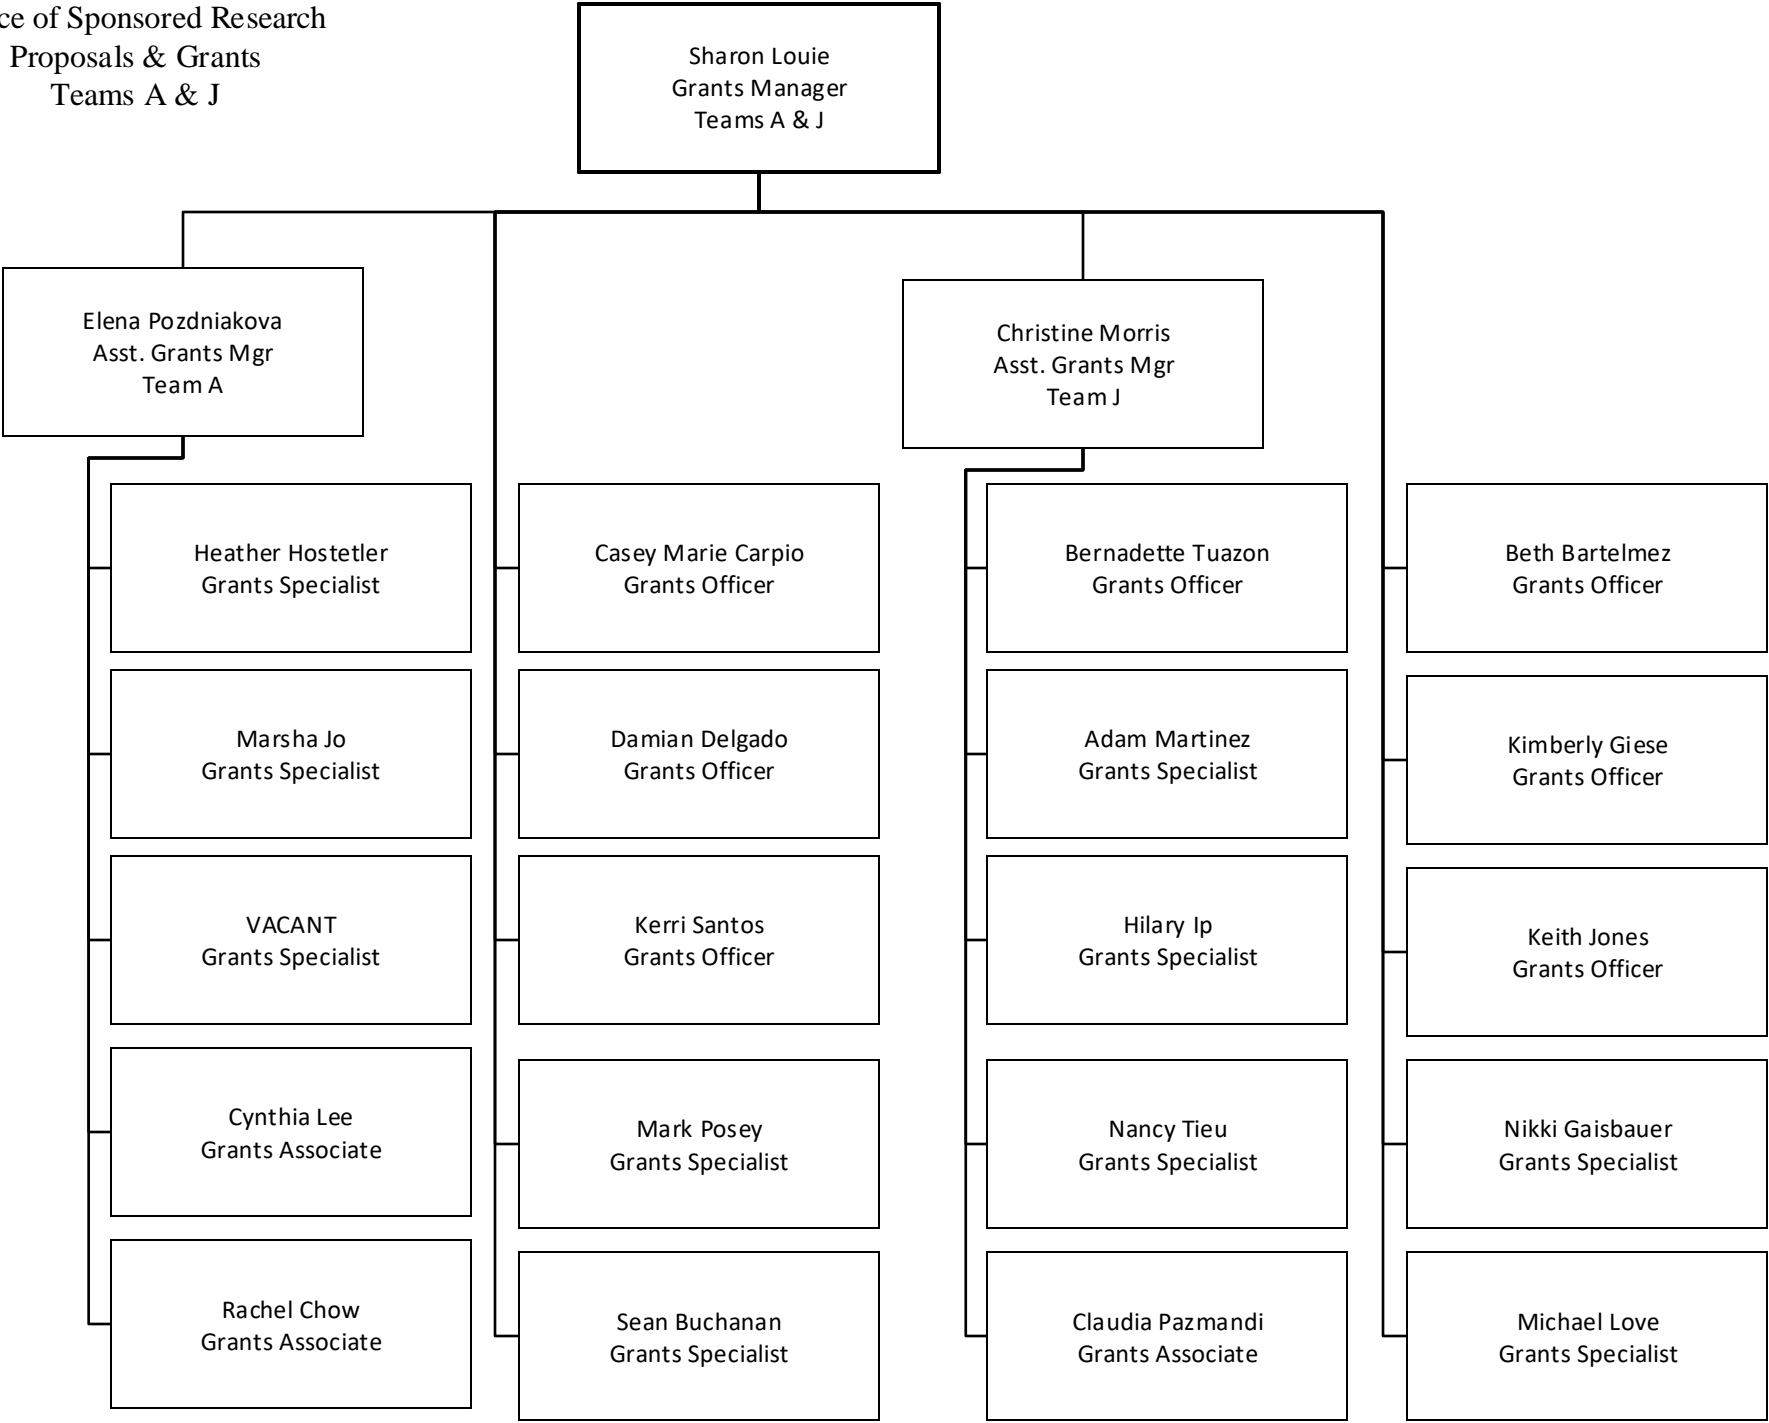 ce of Sponsored Research
Proposals & Grants
Teams A & J
Sharon Louie
Grants Manager
Teams A & J
Elena Pozdniakova
Asst. Grants Mgr
Team A
Christine Morris
Asst. Grants Mgr
Team J
Heather Hostetler
Grants Specialist
Marsha Jo
Grants Specialist
VACANT
Grants Specialist
Cynthia Lee
Grants Associate
Rachel Chow
Grants Associate
Casey Marie Carpio
Grants Officer
Damian Delgado
Grants Officer
Kerri Santos
Grants Officer
Mark Posey
Grants Specialist
Sean Buchanan
Grants Specialist
Bernadette Tuazon
Grants Officer
Adam Martinez
Grants Specialist
Hilary Ip
Grants Specialist
Nancy Tieu
Grants Specialist
Claudia Pazmandi
Grants Associate
Beth Bartelmez
Grants Officer
Kimberly Giese
Grants Officer
Keith Jones
Grants Officer
Nikki Gaisbauer
Grants Specialist
Michael Love
Grants Specialist